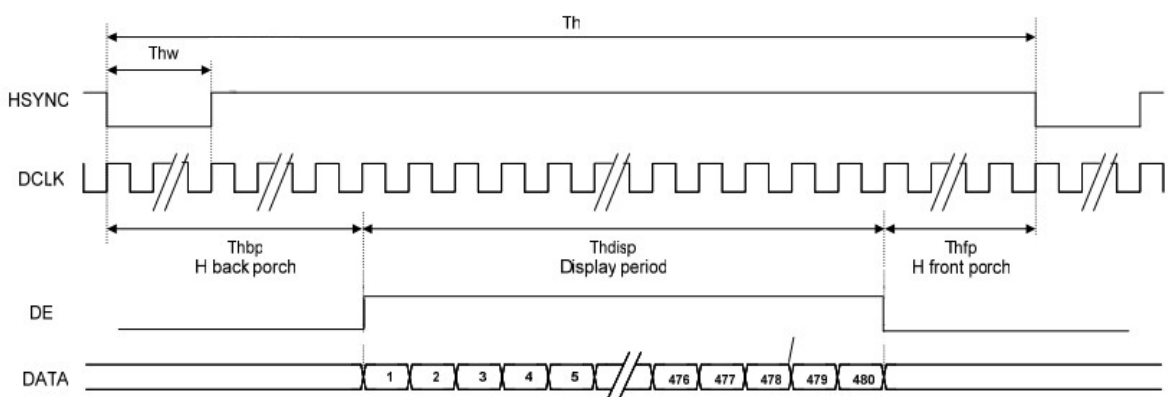 Th
Thw
HSYNC
DCLK
Thbp Thdisp Thfp
H back porch Display period H front porch
DE
DATA 1 2 3 4 5 476 477 478 479 480